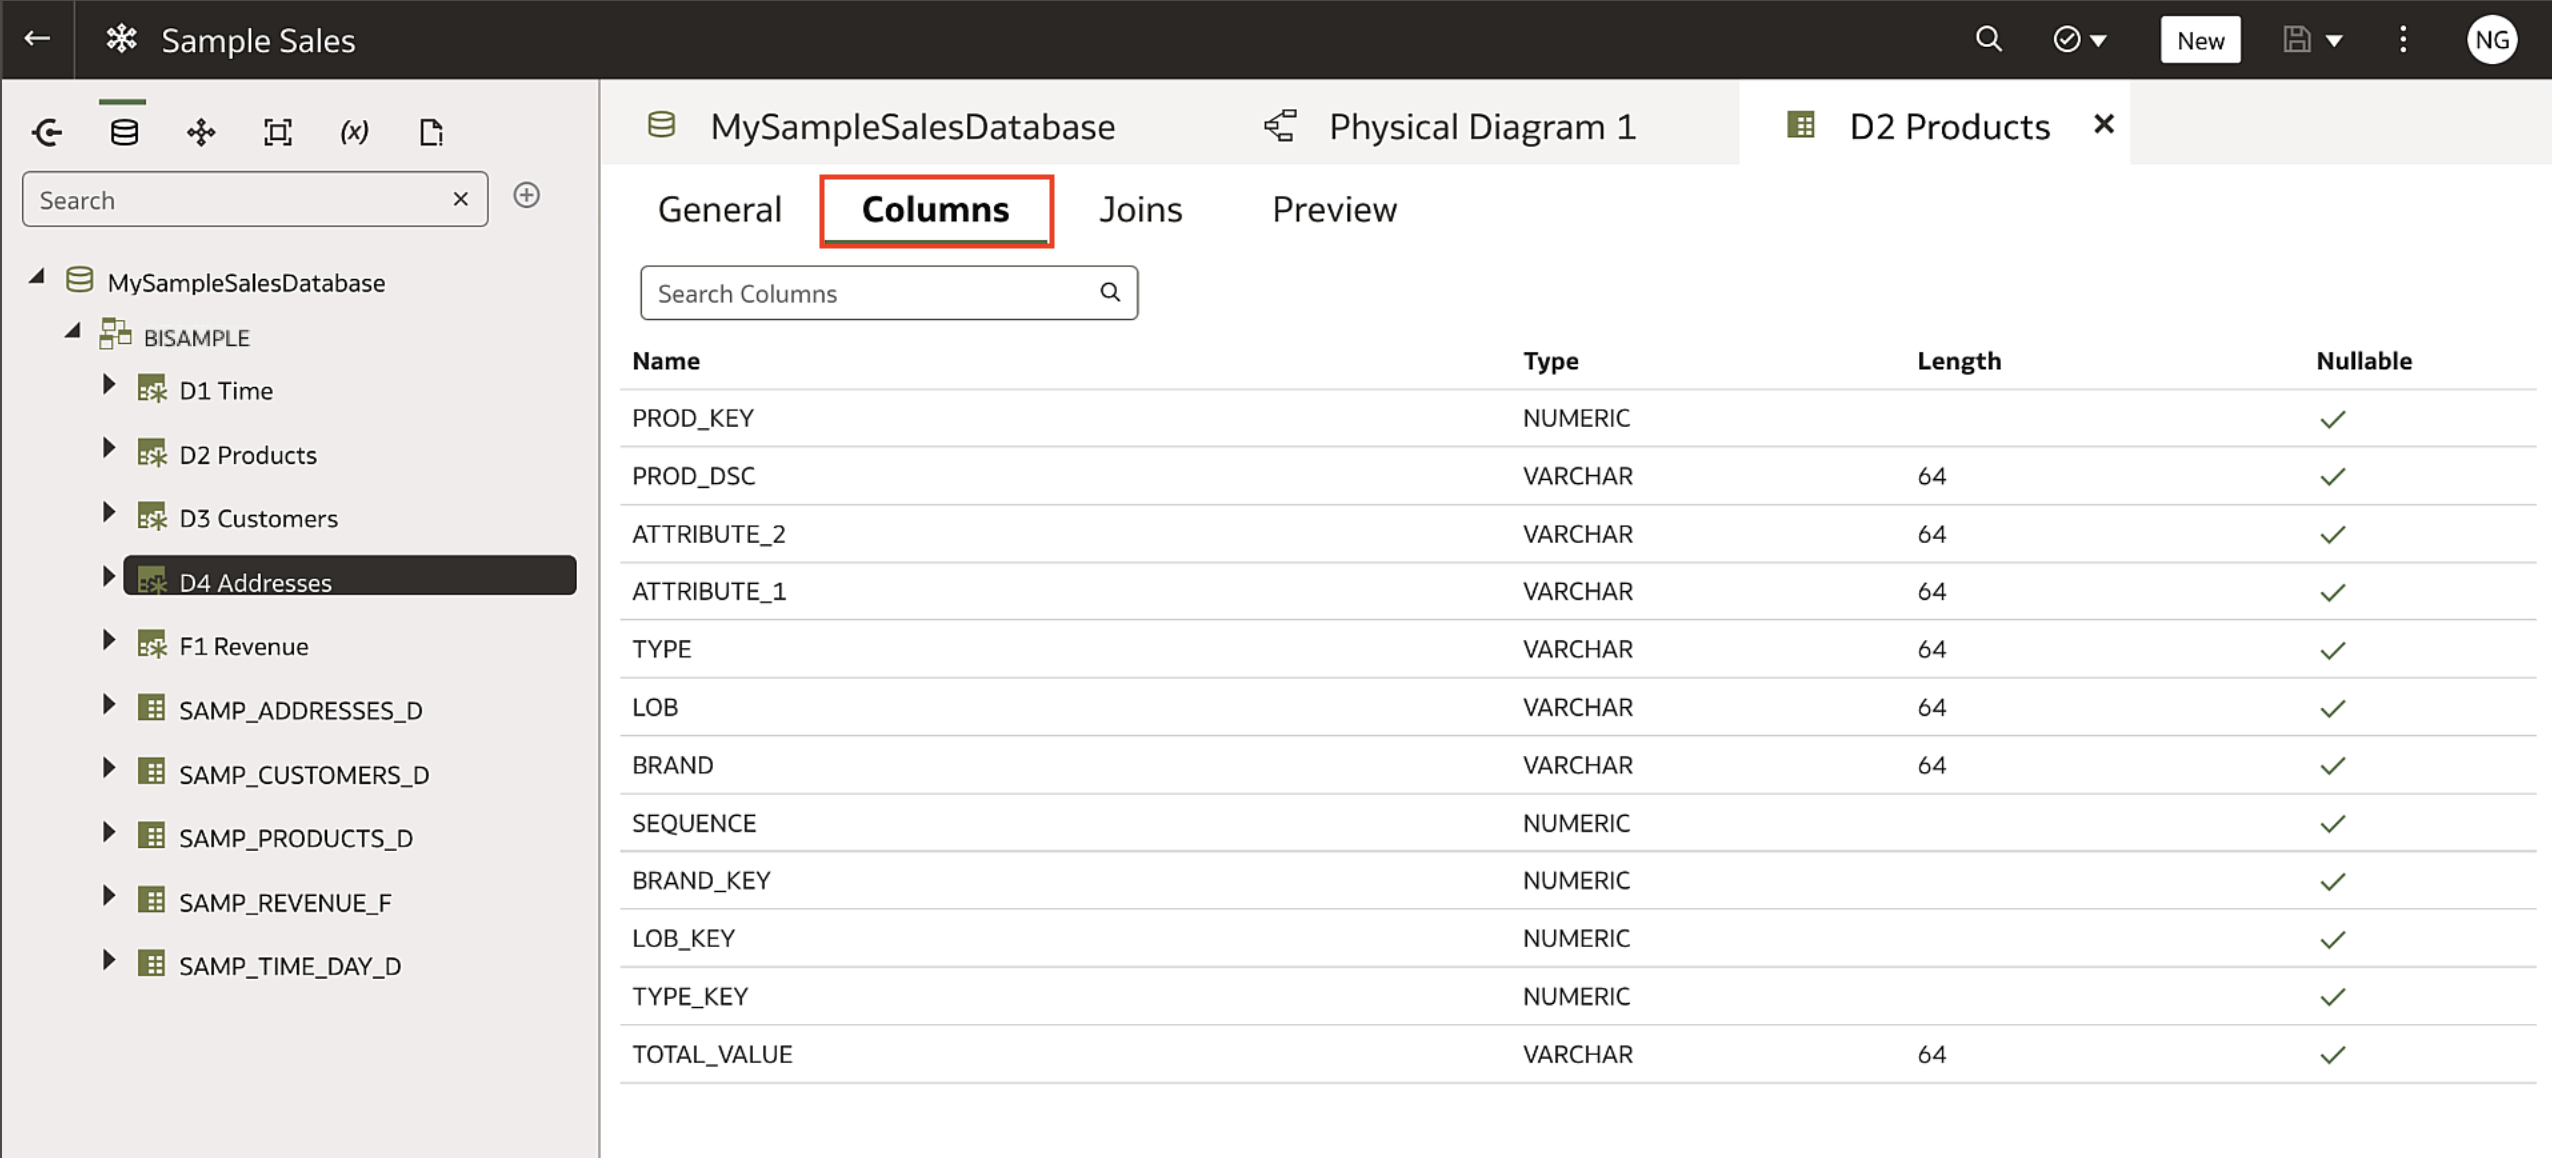 Sample Sales
New
NG
(x)
Search
MySampleSalesDatabase
BISAMPLE
D1 Time
D2 Products
D3 Customers
D4 Addresses
F1 Revenue
SAMP_ADDRESSES_D
SAMP_CUSTOMERS_D
SAMP_PRODUCTS_D
SAMP_REVENUE_F
SAMP_TIME_DAY_D
MySampleSalesDatabase Physical Diagram 1 D2 Products
General Columns Joins Preview
Search Columns
Name Type Length Nullable
PROD_KEY NUMERIC
PROD_DSC VARCHAR 64
ATTRIBUTE_2 VARCHAR 64
ATTRIBUTE_1 VARCHAR 64
TYPE VARCHAR 64
LOB VARCHAR 64
BRAND VARCHAR 64
SEQUENCE NUMERIC
BRAND_KEY NUMERIC
LOB_KEY NUMERIC
TYPE_KEY NUMERIC
TOTAL_VALUE VARCHAR 64